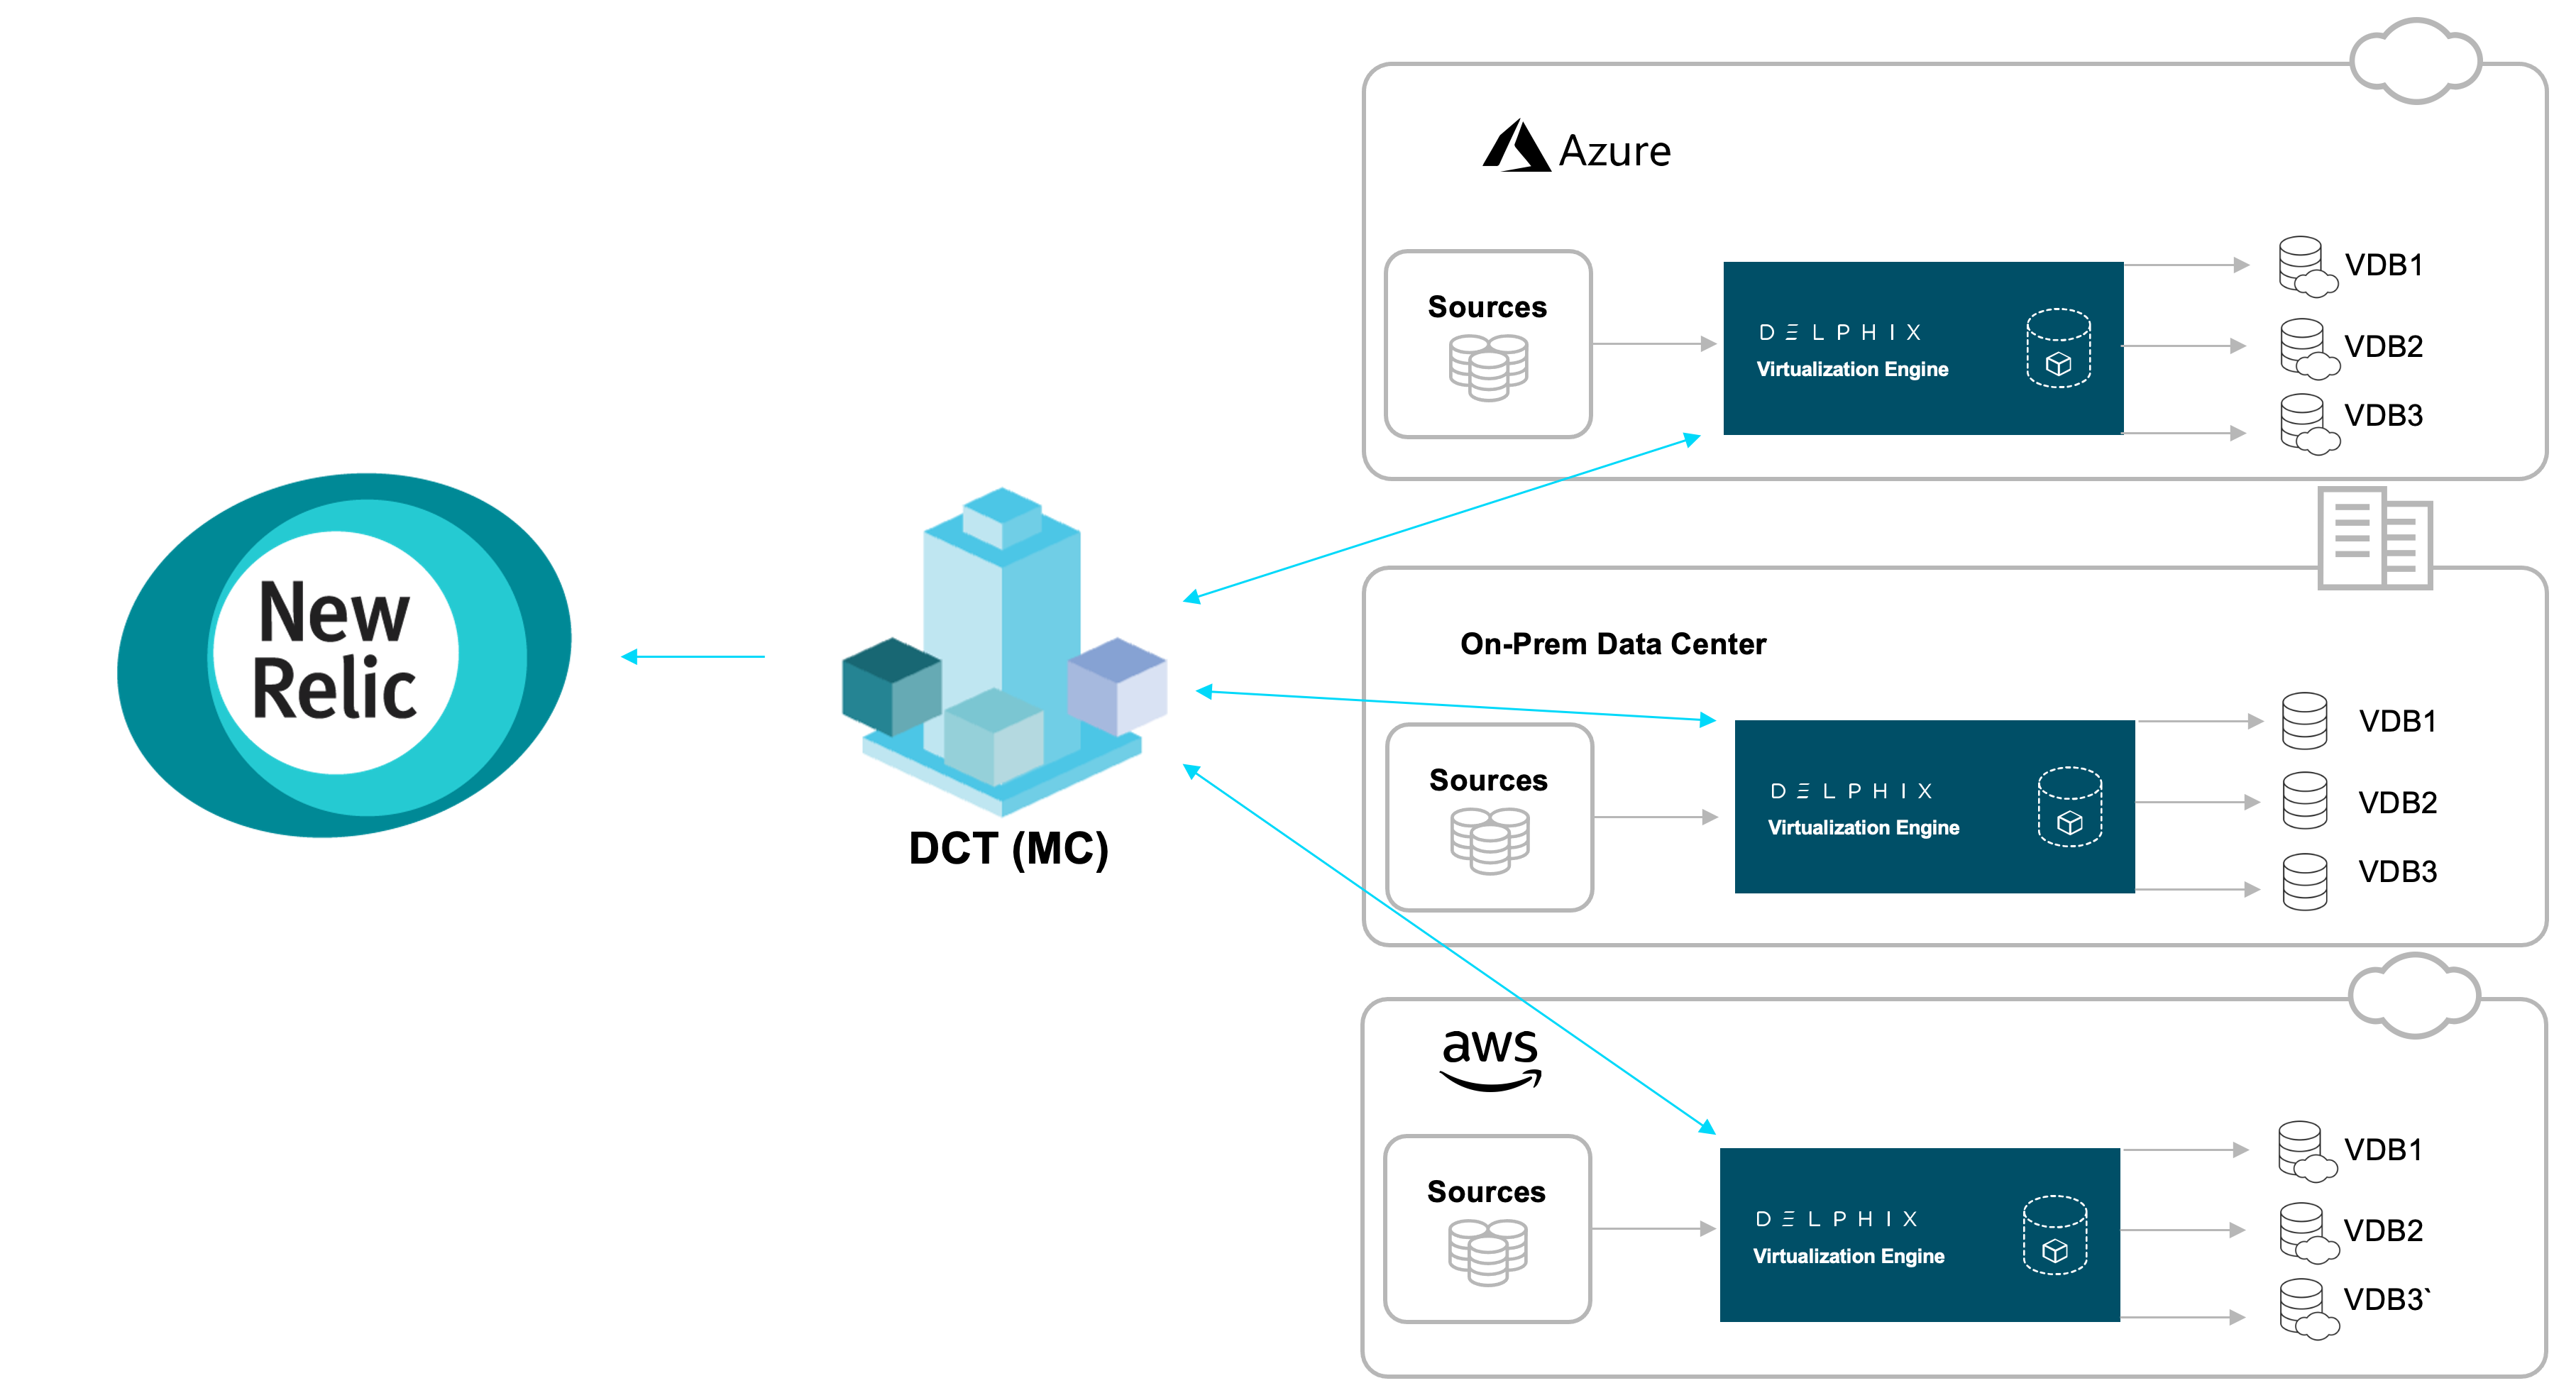 New
Relic
DCT (MC)
Azure
Sources
DELPHIX
Virtualization Engine
VDB1
VDB2
VDB3
On-Prem Data Center
Sources
DELPHIX
Virtualization Engine
VDB1
VDB2
VDB3
aws
Sources
DELPHIX
Virtualization Engine
VDB1
VDB2
VDB3`